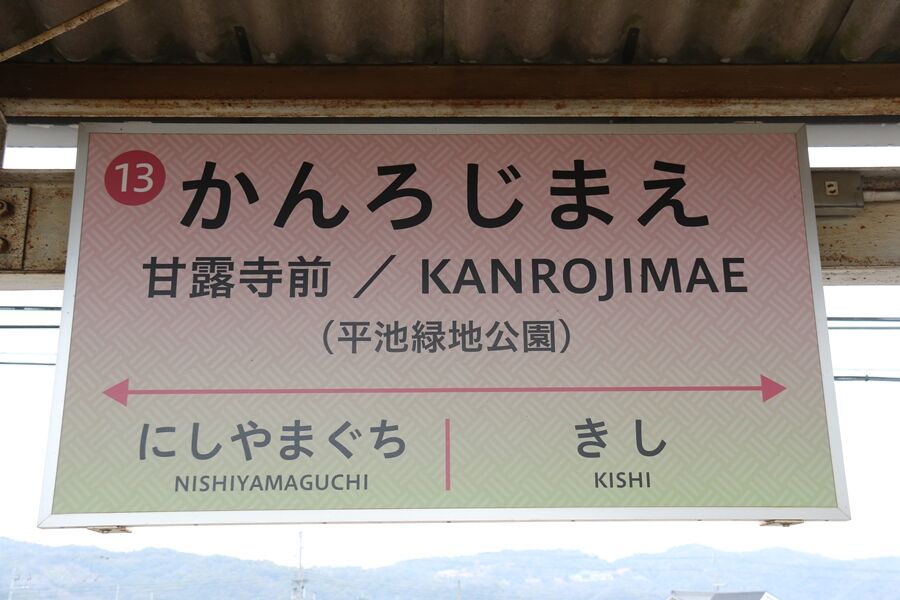 13 かんろじまえ
甘露寺前 ／ KANROJIMAE
（平池緑地公園）
にしやまぐち きし
NISHIYAMAGUCHI KISHI